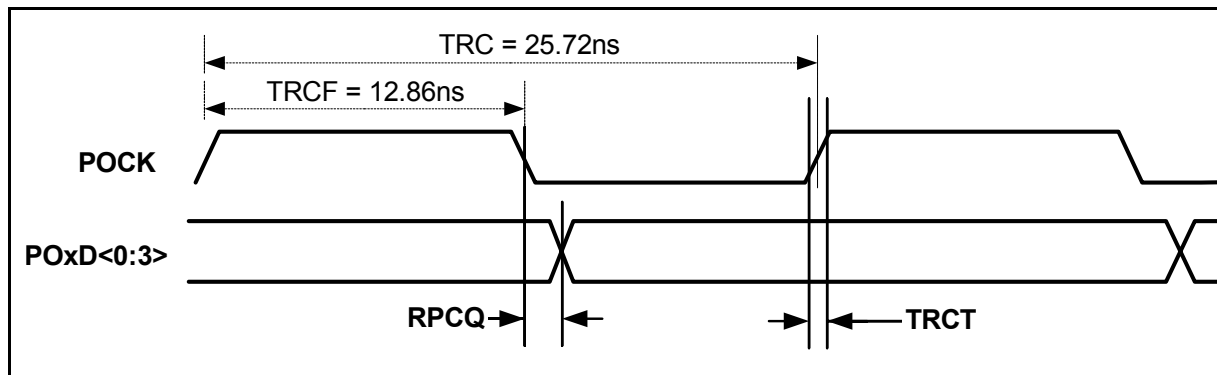 TRC = 25.72ns
TRCF = 12.86ns
POCK
POxD<0:3>
RPCQ
TRCT